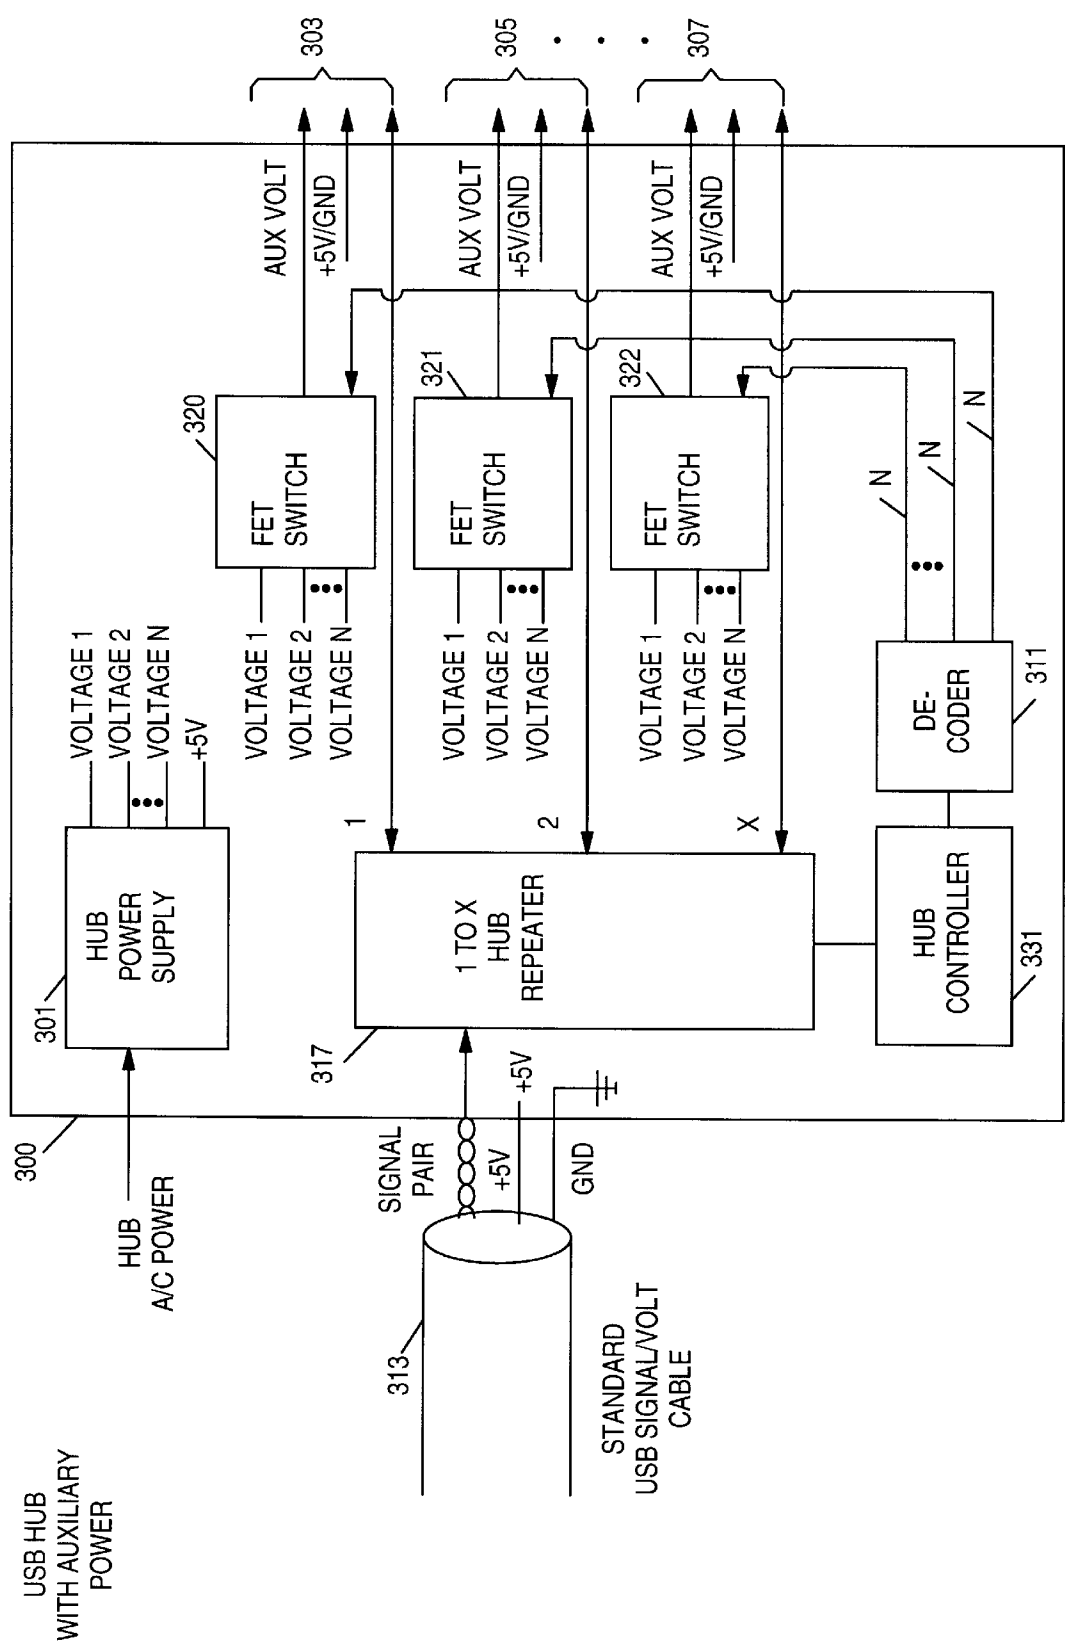 USB HUB
WITH AUXILIARY
POWER
HUB
A/C POWER
300
301
HUB
POWER
SUPPLY
VOLTAGE 1
VOLTAGE 2
•••
VOLTAGE N
+5V
STANDARD
USB SIGNAL/VOLT
CABLE
313
SIGNAL
PAIR
+5V
GND
+5V
317
1 TO X
HUB
REPEATER
1
2
X
VOLTAGE 1
VOLTAGE 2
•••
VOLTAGE N
FET
SWITCH
320
AUX VOLT
+5V/GND
303
VOLTAGE 1
VOLTAGE 2
•••
VOLTAGE N
FET
SWITCH
321
AUX VOLT
+5V/GND
305
• • •
VOLTAGE 1
VOLTAGE 2
•••
VOLTAGE N
FET
SWITCH
322
AUX VOLT
+5V/GND
307
HUB
CONTROLLER
331
DE-
CODER
311
•••
N
N
N